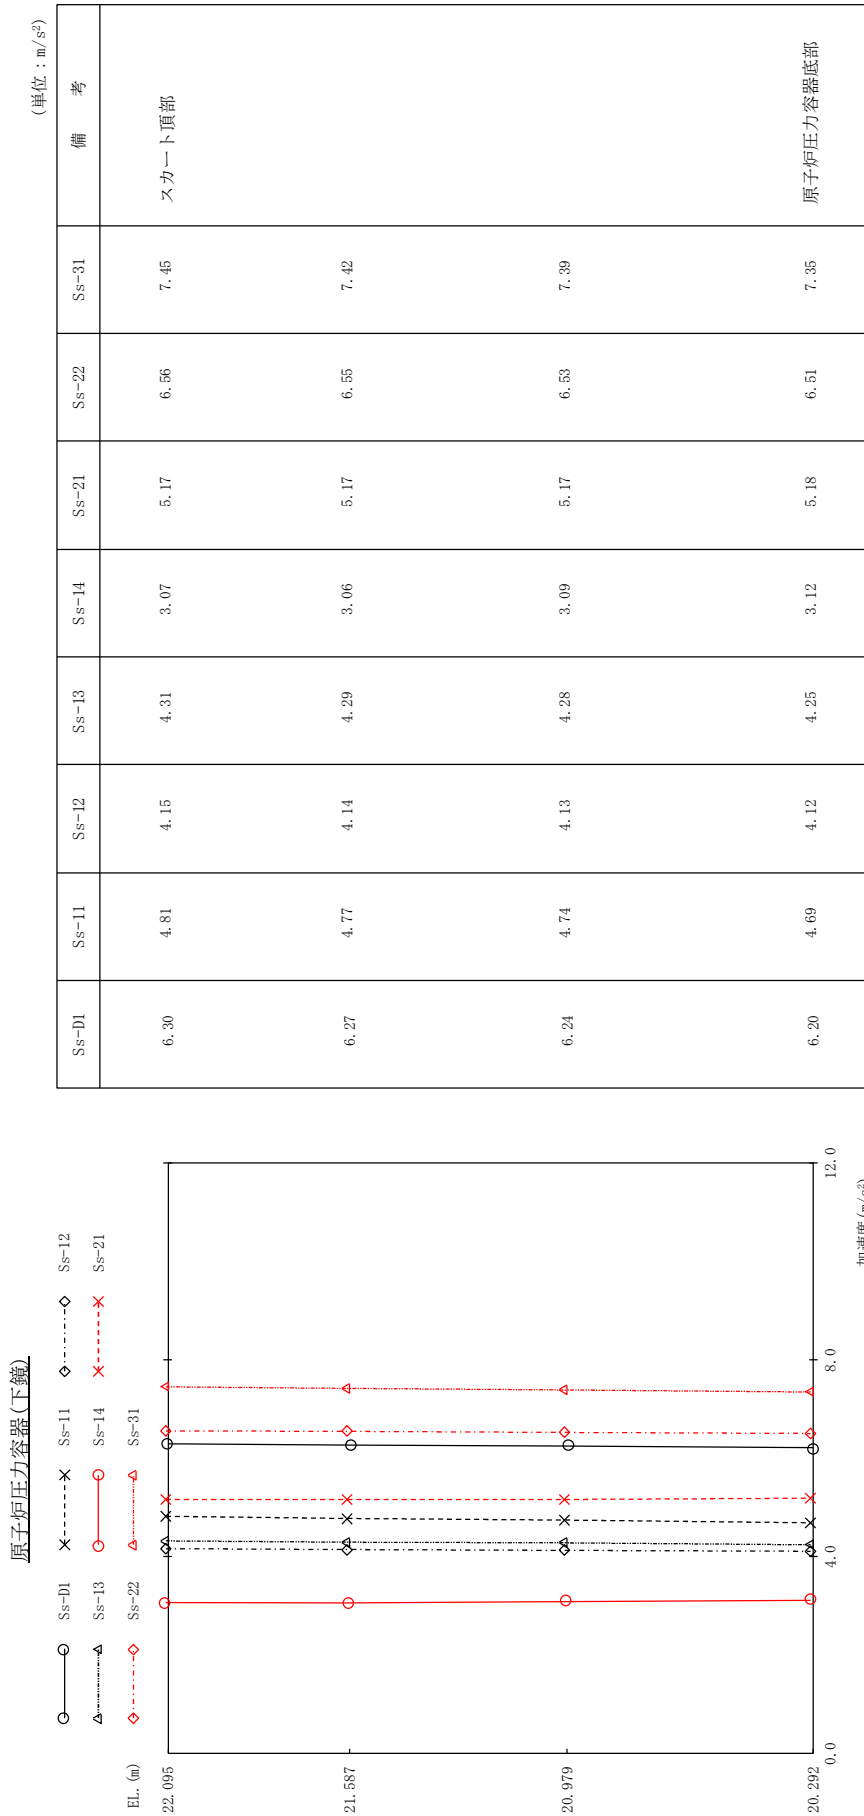 原子炉圧力容器(下鏡)
Ss-D1 Ss-11 Ss-12
Ss-13 Ss-14 Ss-21
Ss-22 Ss-31
EL.(m)
22.095
21.587
20.979
20.292
0.0 4.0 8.0 12.0
加速度(m/s²)
(単位：m/s²)
Ss-D1 Ss-11 Ss-12 Ss-13 Ss-14 Ss-21 Ss-22 Ss-31 備 考
6.30 4.81 4.15 4.31 3.07 5.17 6.56 7.45 スカート頂部
6.27 4.77 4.14 4.29 3.06 5.17 6.55 7.42
6.24 4.74 4.13 4.28 3.09 5.17 6.53 7.39
6.20 4.69 4.12 4.25 3.12 5.18 6.51 7.35 原子炉圧力容器底部